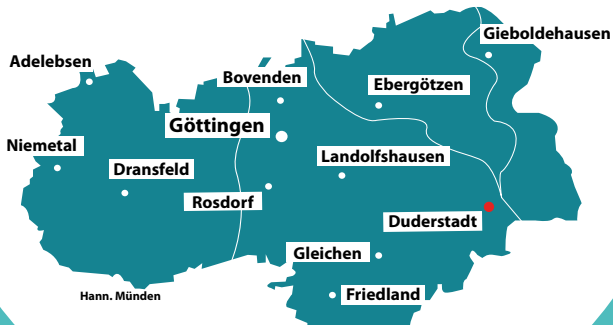 Gieboldehausen
Adelebsen
Bovenden
Ebergötzen
Göttingen
Niemetal
Dransfeld
Landolfshausen
Rosdorf
Duderstadt
Gleichen
Hann. Münden
Friedland